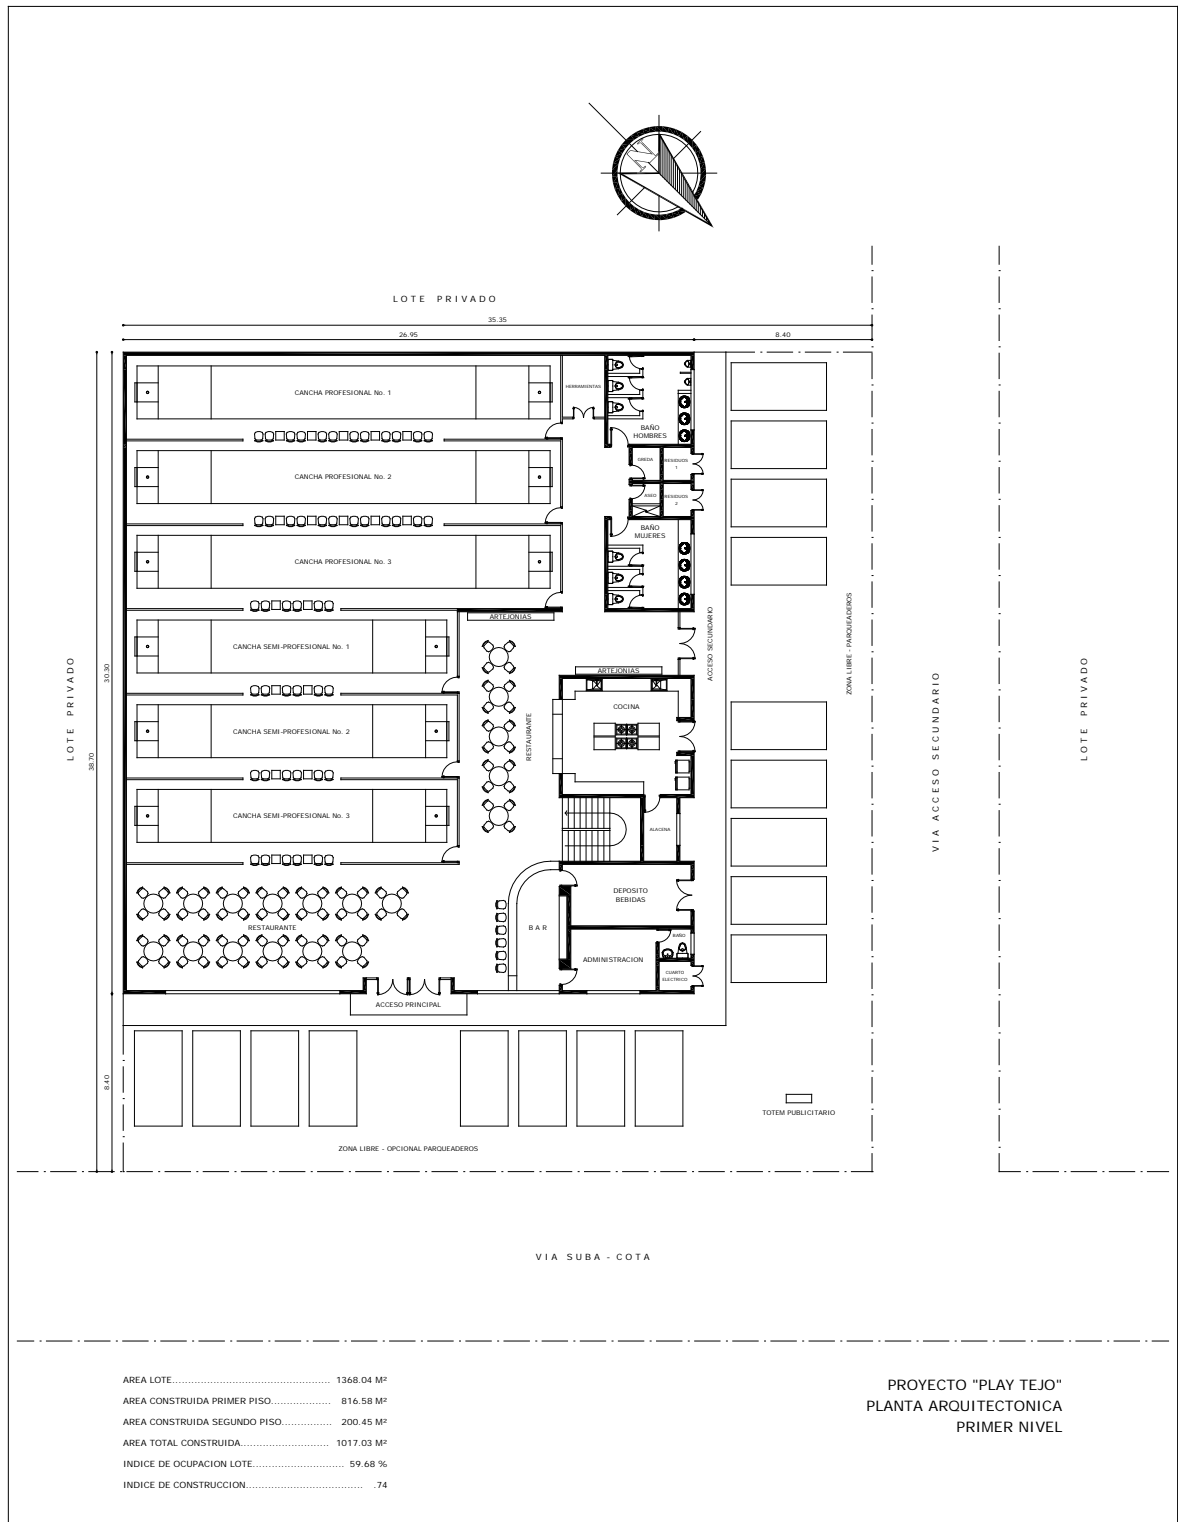 N
LOTE PRIVADO
35.35
26.95
8.40
CANCHA PROFESIONAL No. 1
HERRAMIENTAS
BAÑO
HOMBRES
GREDA
RESIDUOS
1
CANCHA PROFESIONAL No. 2
ASEO
RESIDUOS
2
BAÑO
MUJERES
CANCHA PROFESIONAL No. 3
ARTEJONIAS
CANCHA SEMI-PROFESIONAL No. 1
ARTEJONIAS
ACCESO SECUNDARIO
ZONA LIBRE - PARQUEADEROS
LOTE PRIVADO
30.30
38.70
COCINA
RESTAURANTE
CANCHA SEMI-PROFESIONAL No. 2
VIA ACCESO SECUNDARIO
LOTE PRIVADO
CANCHA SEMI-PROFESIONAL No. 3
ALACENA
DEPOSITO
BEBIDAS
RESTAURANTE
BAR
BAÑO
ADMINISTRACION
CUARTO
ELECTRICO
ACCESO PRINCIPAL
8.40
TOTEM PUBLICITARIO
ZONA LIBRE - OPCIONAL PARQUEADEROS
VIA SUBA - COTA
AREA LOTE................................................. 1368.04 M²
AREA CONSTRUIDA PRIMER PISO................... 816.58 M²
AREA CONSTRUIDA SEGUNDO PISO................ 200.45 M²
AREA TOTAL CONSTRUIDA........................... 1017.03 M²
INDICE DE OCUPACION LOTE............................. 59.68 %
INDICE DE CONSTRUCCION..................................... .74
PROYECTO "PLAY TEJO"
PLANTA ARQUITECTONICA
PRIMER NIVEL